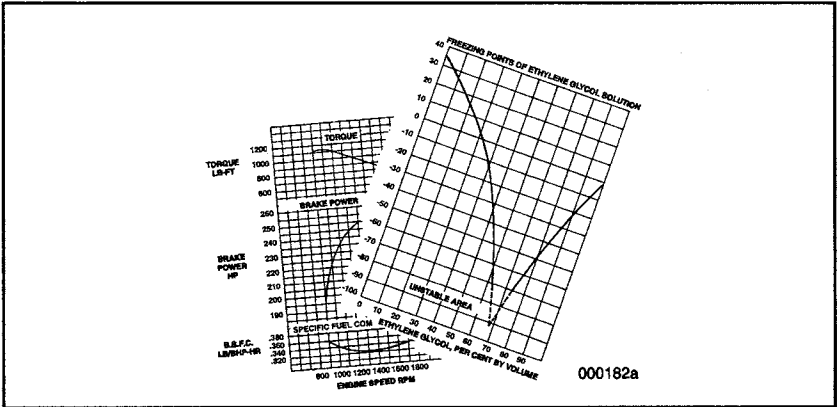 FREEZING POINTS OF ETHYLENE GLYCOL SOLUTION
40
30
20
10
0
-10
-20
-30
-40
-50
-60
-70
-80
-90
-100
UNSTABLE AREA
0 10 20 30 40 50 60 70 80 90
ETHYLENE GLYCOL, PER CENT BY VOLUME
TORQUE
TORQUE
LB-FT
1200
1000
800
600
BRAKE POWER
BRAKE
POWER
HP
260
250
240
230
220
210
200
190
SPECIFIC FUEL COM
B.S.F.C.
LB/BHP-HR
.380
.360
.340
.320
800 1000 1200 1400 1600 1800
ENGINE SPEED RPM
000182a